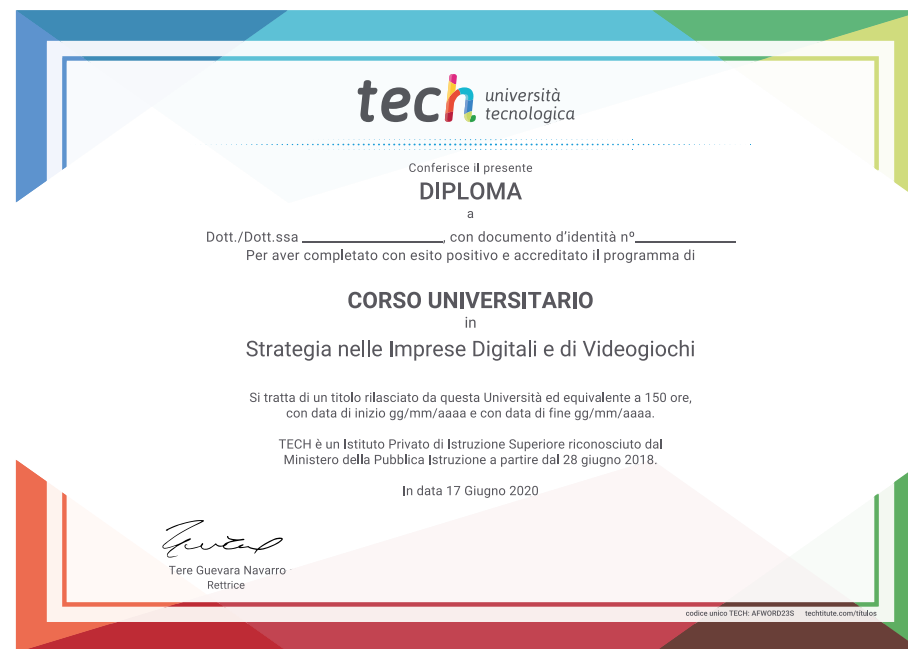 tech università
tecnologica
Conferisce il presente
DIPLOMA
a
Dott./Dott.ssa ____________________, con documento d'identità nº______________
Per aver completato con esito positivo e accreditato il programma di
CORSO UNIVERSITARIO
in
Strategia nelle Imprese Digitali e di Videogiochi
Si tratta di un titolo rilasciato da questa Università ed equivalente a 150 ore,
con data di inizio gg/mm/aaaa e con data di fine gg/mm/aaaa.
TECH è un Istituto Privato di Istruzione Superiore riconosciuto dal
Ministero della Pubblica Istruzione a partire dal 28 giugno 2018.
In data 17 Giugno 2020
Tere Guevara Navarro
Rettrice
codice unico TECH: AFWORD23S techtitute.com/títulos